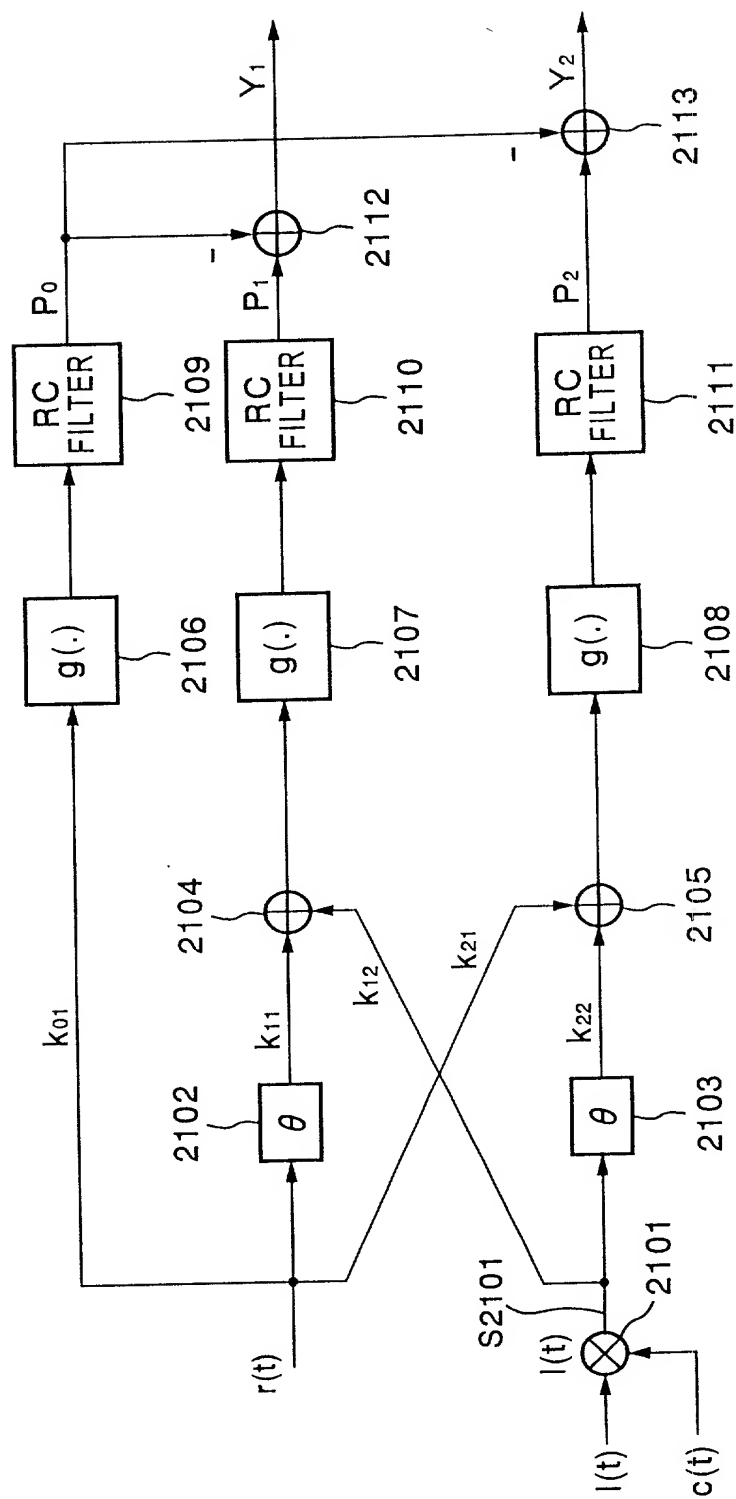 k01
g(.)
2106
RC
FILTER
2109
P0
r(t)
θ
2102
k11
2104
g(.)
2107
RC
FILTER
2110
P1
−
2112
Y1
k12
k21
l(t)
c(t)
l(t)
2101
S2101
θ
2103
k22
2105
g(.)
2108
RC
FILTER
2111
P2
−
2113
Y2